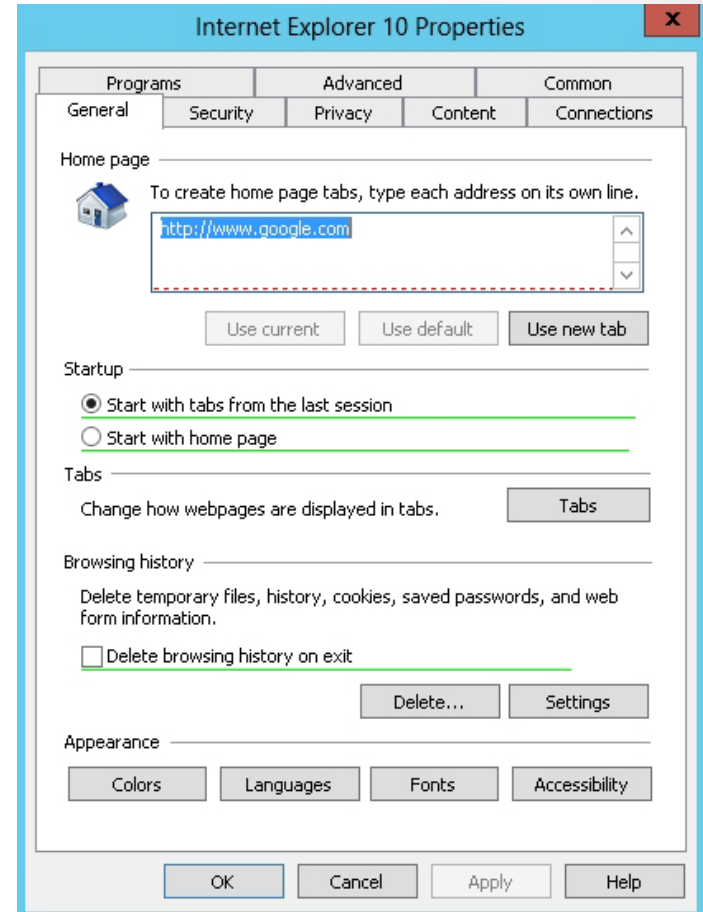 Internet Explorer 10 Properties
x
Programs Advanced Common
General Security Privacy Content Connections
Home page
To create home page tabs, type each address on its own line.
http://www.google.com
Use current Use default Use new tab
Startup
Start with tabs from the last session
Start with home page
Tabs
Change how webpages are displayed in tabs. Tabs
Browsing history
Delete temporary files, history, cookies, saved passwords, and web
form information.
Delete browsing history on exit
Delete... Settings
Appearance
Colors Languages Fonts Accessibility
OK Cancel Apply Help